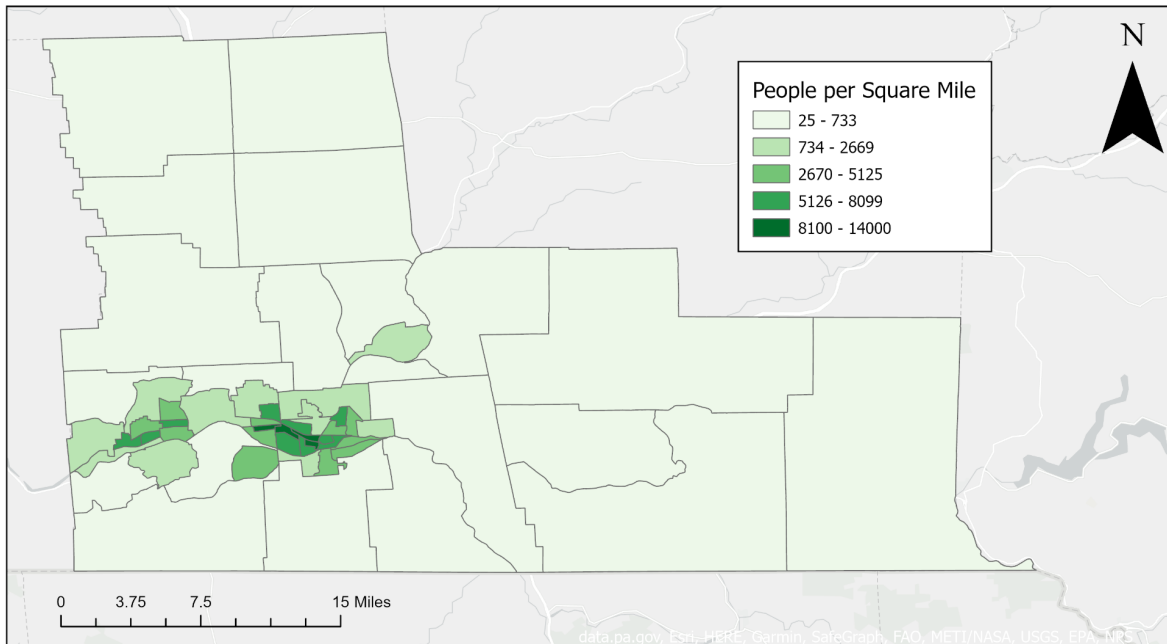 N
People per Square Mile
25 - 733
734 - 2669
2670 - 5125
5126 - 8099
8100 - 14000
0 3.75 7.5 15 Miles
data.pa.gov, Esri, HERE, Garmin, SafeGraph, FAO, METI/NASA, USGS, EPA, NPS